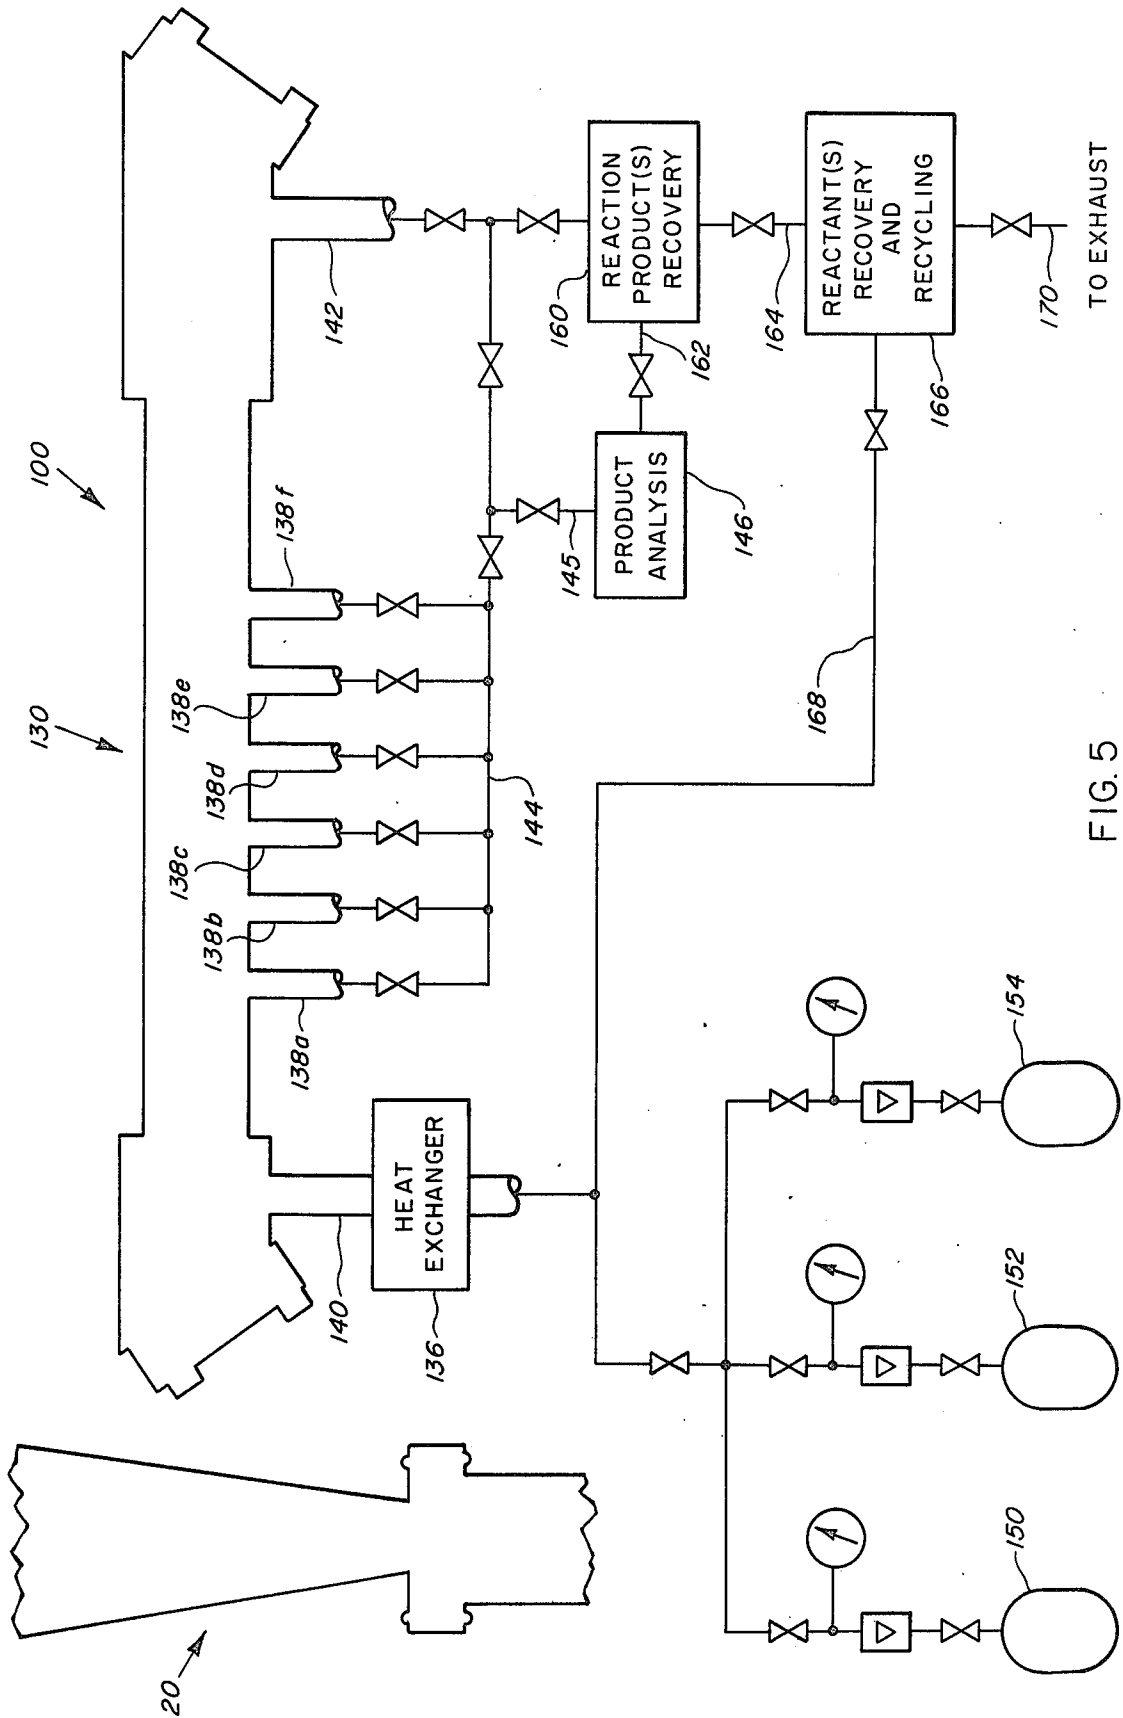 100
130
138f
138e
138d
138c
138b
138a
142
144
145
140
136
HEAT
EXCHANGER
160
REACTION
PRODUCT(S)
RECOVERY
162
164
PRODUCT
ANALYSIS
146
REACTANT(S)
RECOVERY
AND
RECYCLING
166
168
170
TO EXHAUST
20
150
152
154
FIG. 5